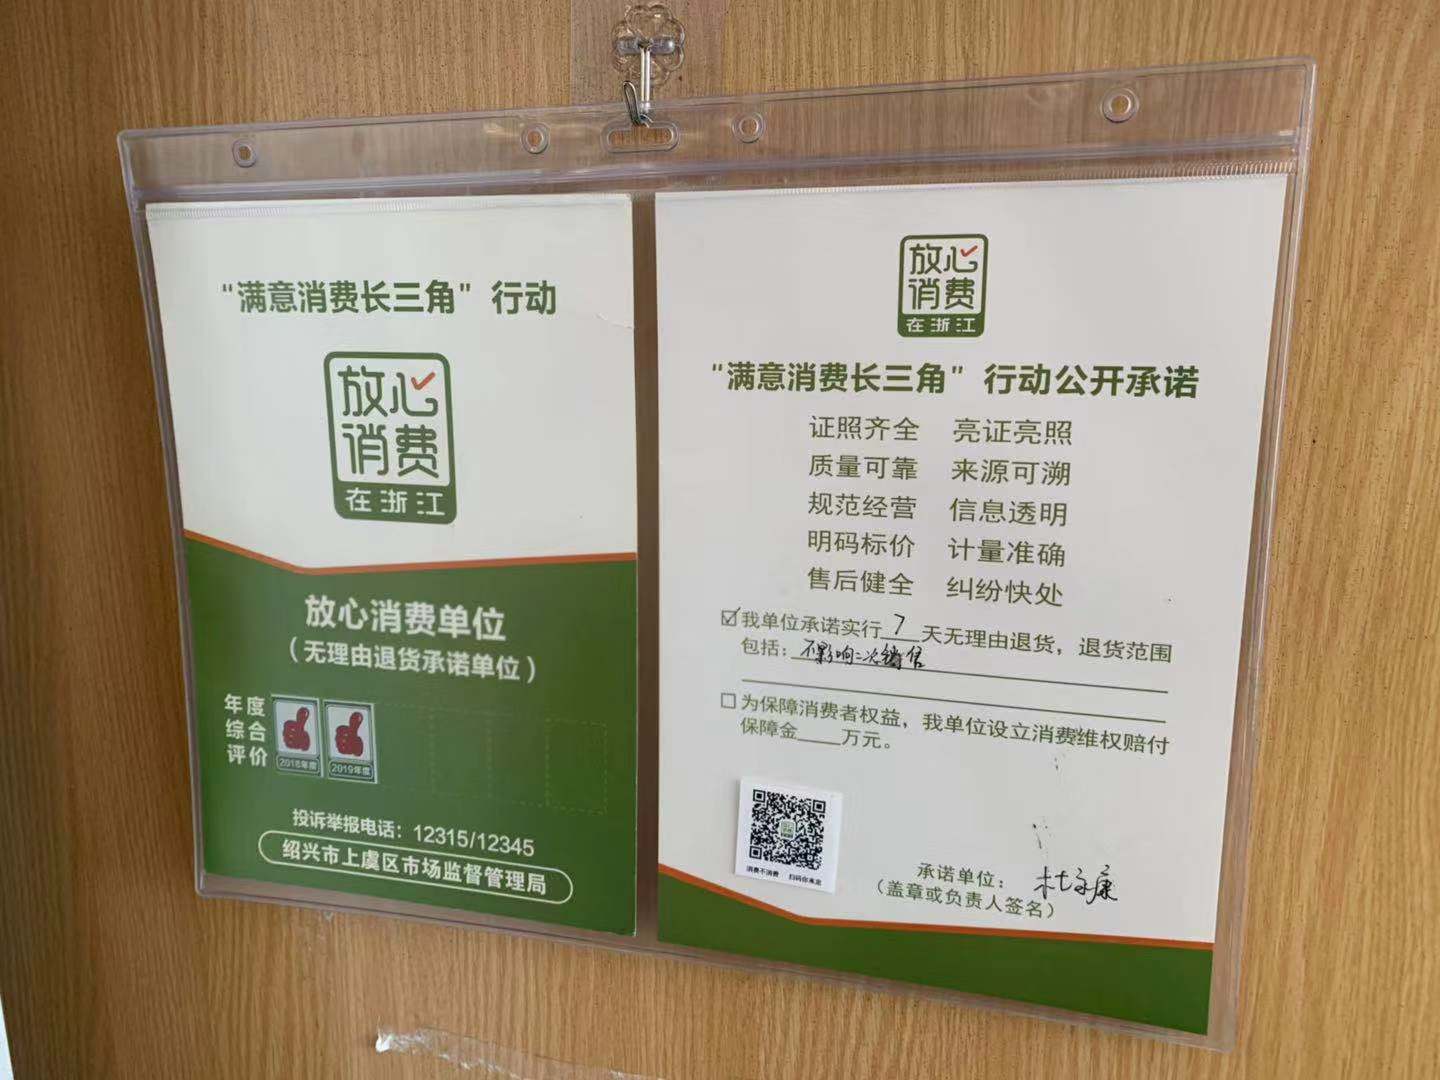 “满意消费长三角”行动
放心
消费
在浙江
放心消费单位
（无理由退货承诺单位）
年度
综合
评价
2018年度
2019年度
投诉举报电话：12315/12345
绍兴市上虞区市场监督管理局
放心
消费
在浙江
“满意消费长三角”行动公开承诺
证照齐全 亮证亮照
质量可靠 来源可溯
规范经营 信息透明
明码标价 计量准确
售后健全 纠纷快处
☑我单位承诺实行7天无理由退货，退货范围
包括：不影响二次销售
□为保障消费者权益，我单位设立消费维权赔付
保障金____万元。
消费不消费 扫码你来定
承诺单位：
（盖章或负责人签名）